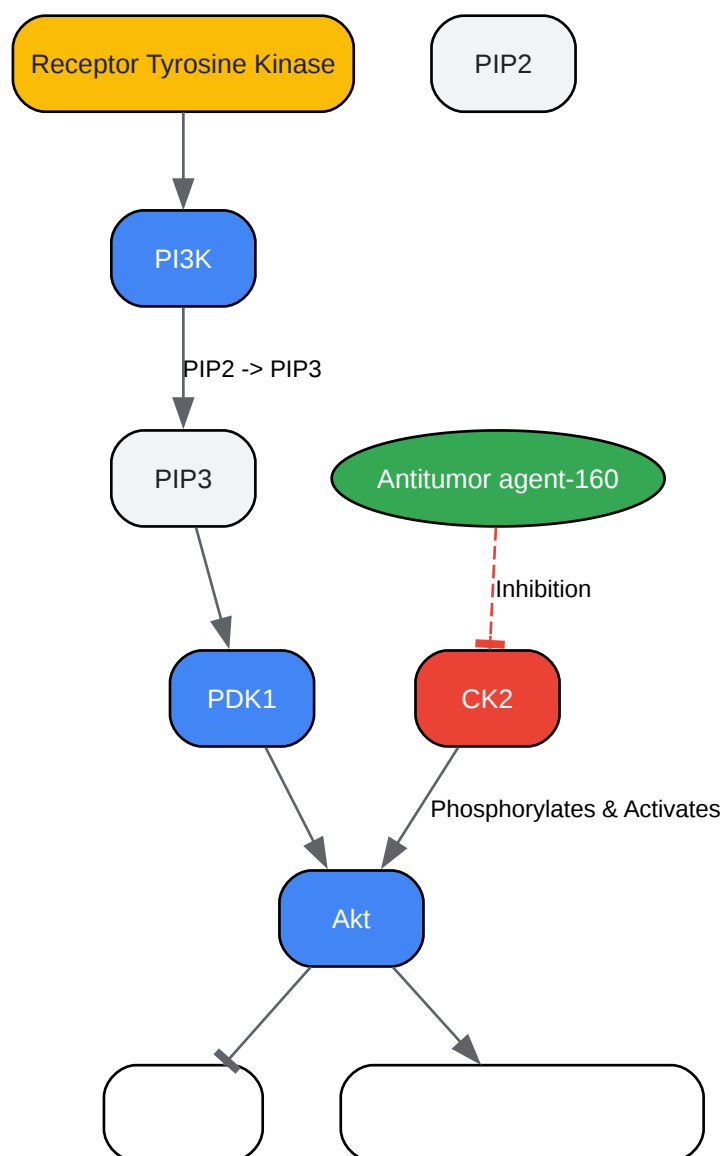 Receptor Tyrosine Kinase
PIP2
PI3K
PIP2 -> PIP3
PIP3
Antitumor agent-160
Inhibition
PDK1
CK2
Phosphorylates & Activates
Akt